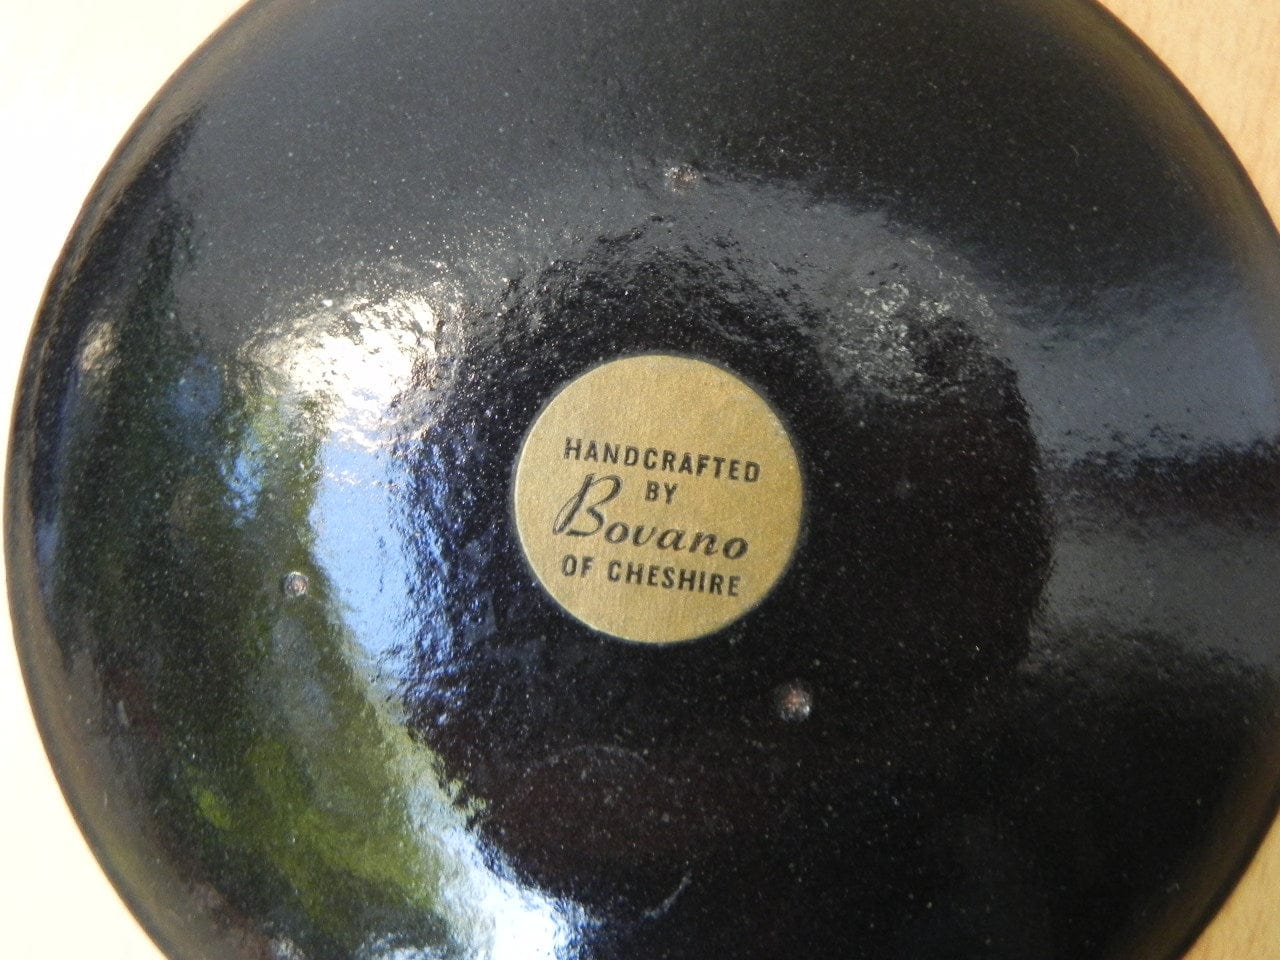 HANDCRAFTED
BY
Bovano
OF CHESHIRE